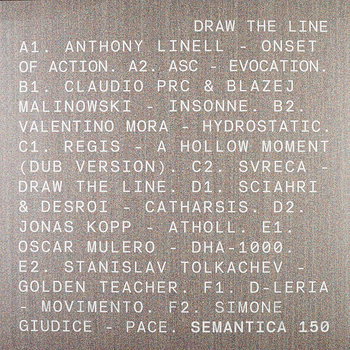 DRAW THE LINE
A1. ANTHONY LINELL - ONSET
OF ACTION. A2. ASC - EVOCATION.
B1. CLAUDIO PRC & BLAZEJ
MALINOWSKI - INSONNE. B2.
VALENTINO MORA - HYDROSTATIC.
C1. REGIS - A HOLLOW MOMENT
(DUB VERSION). C2. SVRECA -
DRAW THE LINE. D1. SCIAHRI
& DESROI - CATHARSIS. D2.
JONAS KOPP - ATHOLL. E1.
OSCAR MULERO - DHA-1000.
E2. STANISLAV TOLKACHEV -
GOLDEN TEACHER. F1. D-LERIA
- MOVIMENTO. F2. SIMONE
GIUDICE - PACE. SEMANTICA 150